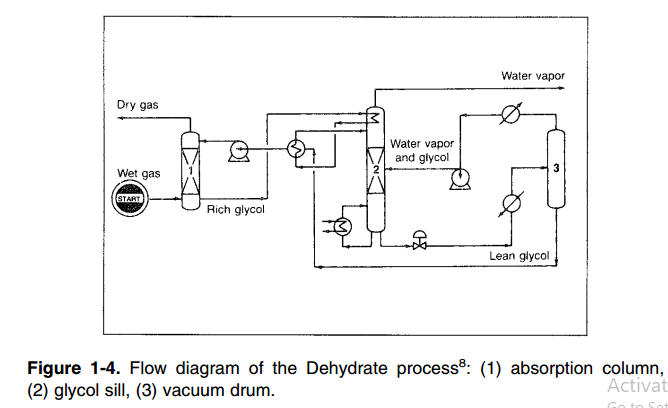 Water vapor
Dry gas
Water vapor
and glycol
1
2
3
Wet gas
START
Rich glycol
Lean glycol
Figure 1-4. Flow diagram of the Dehydrate process⁸: (1) absorption column,
(2) glycol sill, (3) vacuum drum.
Activat